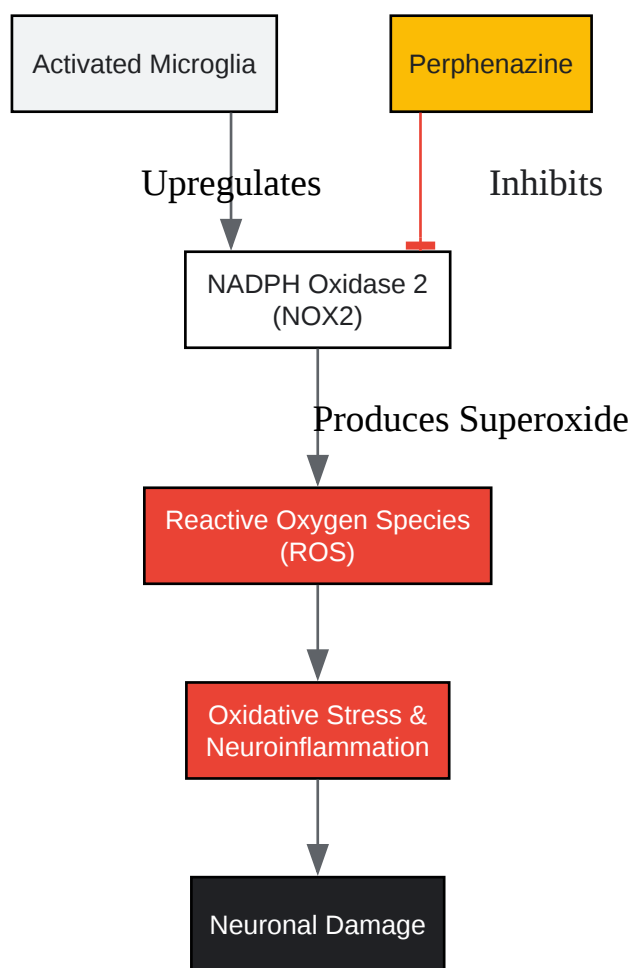 Activated Microglia
Perphenazine
Upregulates
Inhibits
NADPH Oxidase 2
(NOX2)
Produces Superoxide
Reactive Oxygen Species
(ROS)
Oxidative Stress &
Neuroinflammation
Neuronal Damage